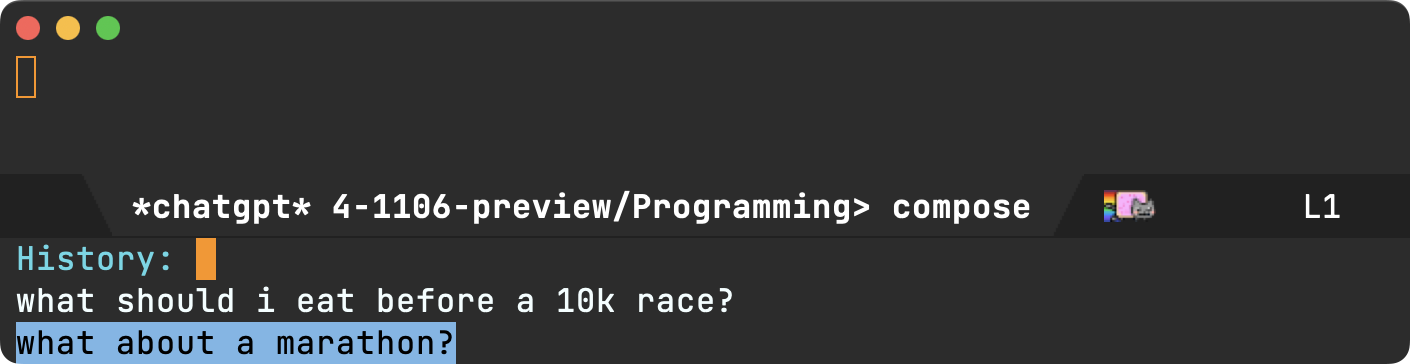 *chatgpt* 4-1106-preview/Programming> compose L1
History:
what should i eat before a 10k race?
what about a marathon?